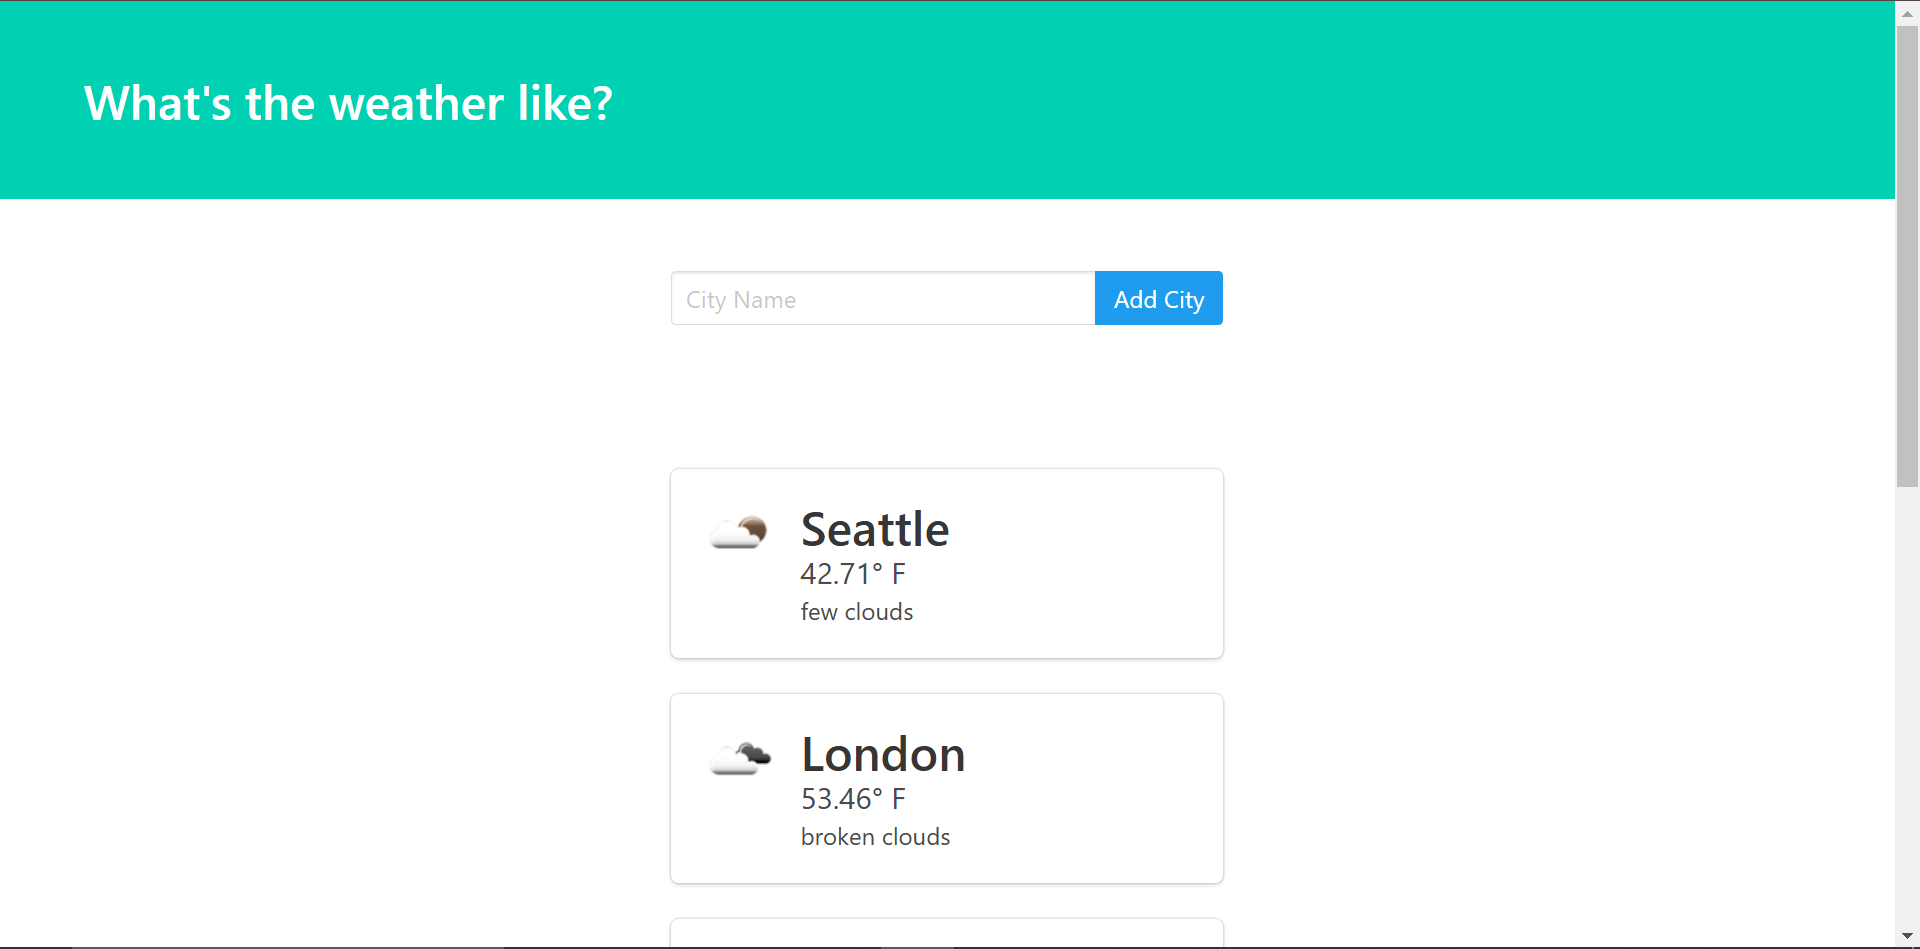 What's the weather like?
City Name
Add City
Seattle
42.71° F
few clouds
London
53.46° F
broken clouds